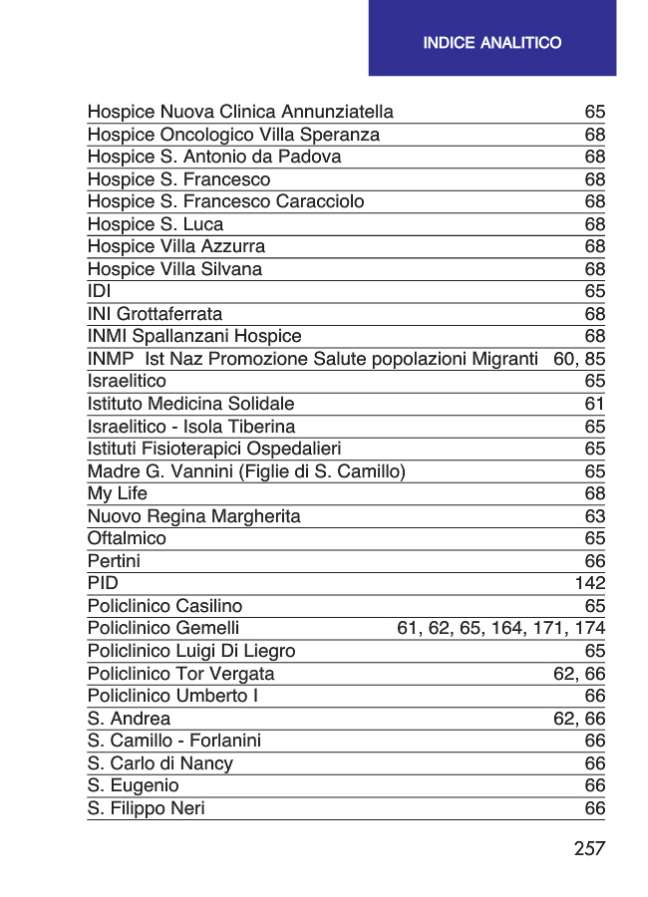 INDICE ANALITICO
Hospice Nuova Clinica Annunziatella 65
Hospice Oncologico Villa Speranza 68
Hospice S. Antonio da Padova 68
Hospice S. Francesco 68
Hospice S. Francesco Caracciolo 68
Hospice S. Luca 68
Hospice Villa Azzurra 68
Hospice Villa Silvana 68
IDI 65
INI Grottaferrata 68
INMI Spallanzani Hospice 68
INMP Ist Naz Promozione Salute popolazioni Migranti 60, 85
Israelitico 65
Istituto Medicina Solidale 61
Israelitico - Isola Tiberina 65
Istituti Fisioterapici Ospedalieri 65
Madre G. Vannini (Figlie di S. Camillo) 65
My Life 68
Nuovo Regina Margherita 63
Oftalmico 65
Pertini 66
PID 142
Policlinico Casilino 65
Policlinico Gemelli 61, 62, 65, 164, 171, 174
Policlinico Luigi Di Liegro 65
Policlinico Tor Vergata 62, 66
Policlinico Umberto I 66
S. Andrea 62, 66
S. Camillo - Forlanini 66
S. Carlo di Nancy 66
S. Eugenio 66
S. Filippo Neri 66
257